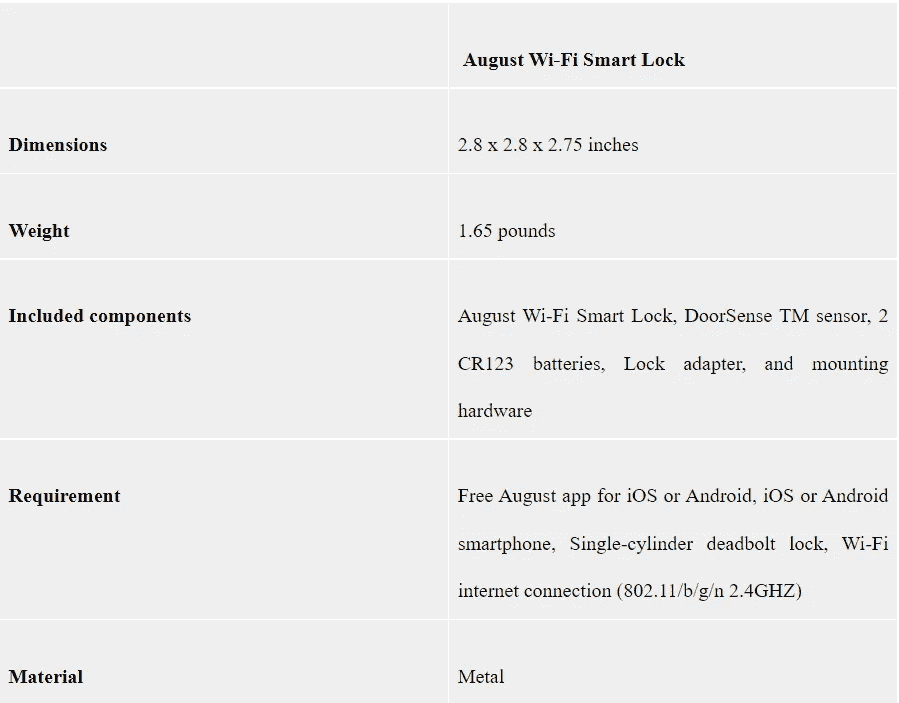 August Wi-Fi Smart Lock
Dimensions
2.8 x 2.8 x 2.75 inches
Weight
1.65 pounds
Included components
August Wi-Fi Smart Lock, DoorSense TM sensor, 2
CR123 batteries, Lock adapter, and mounting
hardware
Requirement
Free August app for iOS or Android, iOS or Android
smartphone, Single-cylinder deadbolt lock, Wi-Fi
internet connection (802.11/b/g/n 2.4GHZ)
Material
Metal